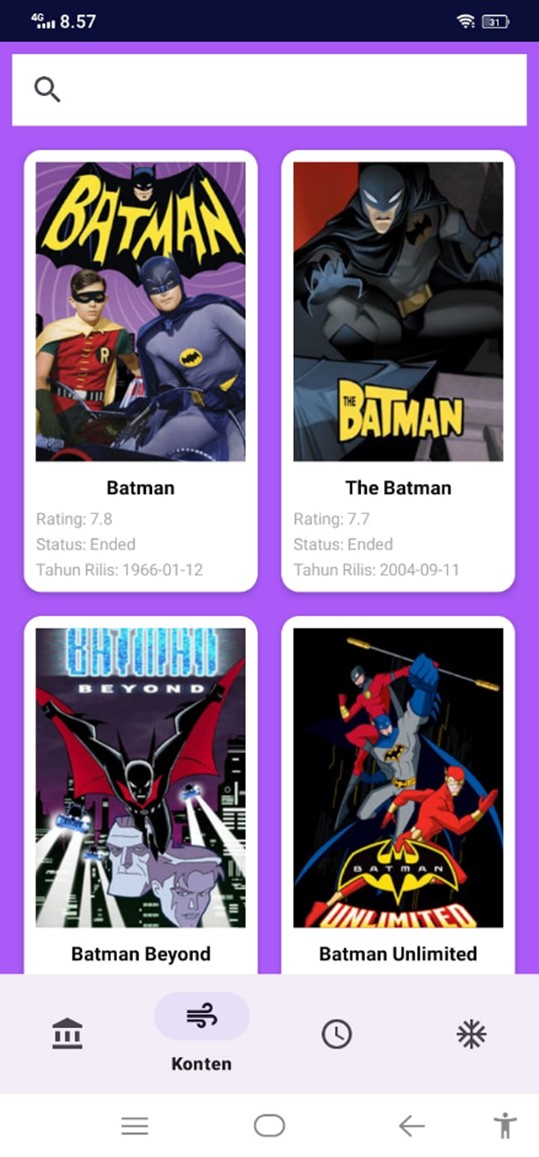 4G 8.57 31
BATMAN
R
THE
BATMAN
Batman
The Batman
Rating: 7.8
Status: Ended
Tahun Rilis: 1966-01-12
Rating: 7.7
Status: Ended
Tahun Rilis: 2004-09-11
BATMAN
BEYOND
BATMAN
UNLIMITED
Batman Beyond
Batman Unlimited
Konten